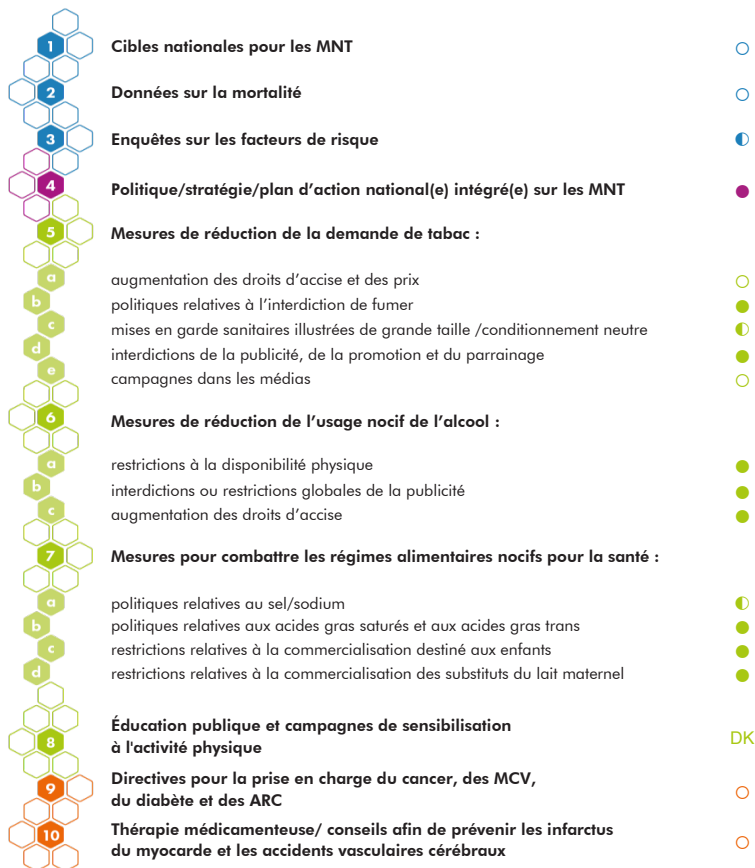 1 Cibles nationales pour les MNT ○
2 Données sur la mortalité ○
3 Enquêtes sur les facteurs de risque ◐
4 Politique/stratégie/plan d'action national(e) intégré(e) sur les MNT ●
5 Mesures de réduction de la demande de tabac :
a augmentation des droits d'accise et des prix ○
b politiques relatives à l'interdiction de fumer ●
c mises en garde sanitaires illustrées de grande taille /conditionnement neutre ◐
d interdictions de la publicité, de la promotion et du parrainage ●
e campagnes dans les médias ○
6 Mesures de réduction de l'usage nocif de l'alcool :
a restrictions à la disponibilité physique ●
b interdictions ou restrictions globales de la publicité ●
c augmentation des droits d'accise ●
7 Mesures pour combattre les régimes alimentaires nocifs pour la santé :
a politiques relatives au sel/sodium ◐
b politiques relatives aux acides gras saturés et aux acides gras trans ●
c restrictions relatives à la commercialisation destiné aux enfants ●
d restrictions relatives à la commercialisation des substituts du lait maternel ●
8 Éducation publique et campagnes de sensibilisation
à l'activité physique DK
9 Directives pour la prise en charge du cancer, des MCV,
du diabète et des ARC ○
10 Thérapie médicamenteuse/ conseils afin de prévenir les infarctus
du myocarde et les accidents vasculaires cérébraux ○